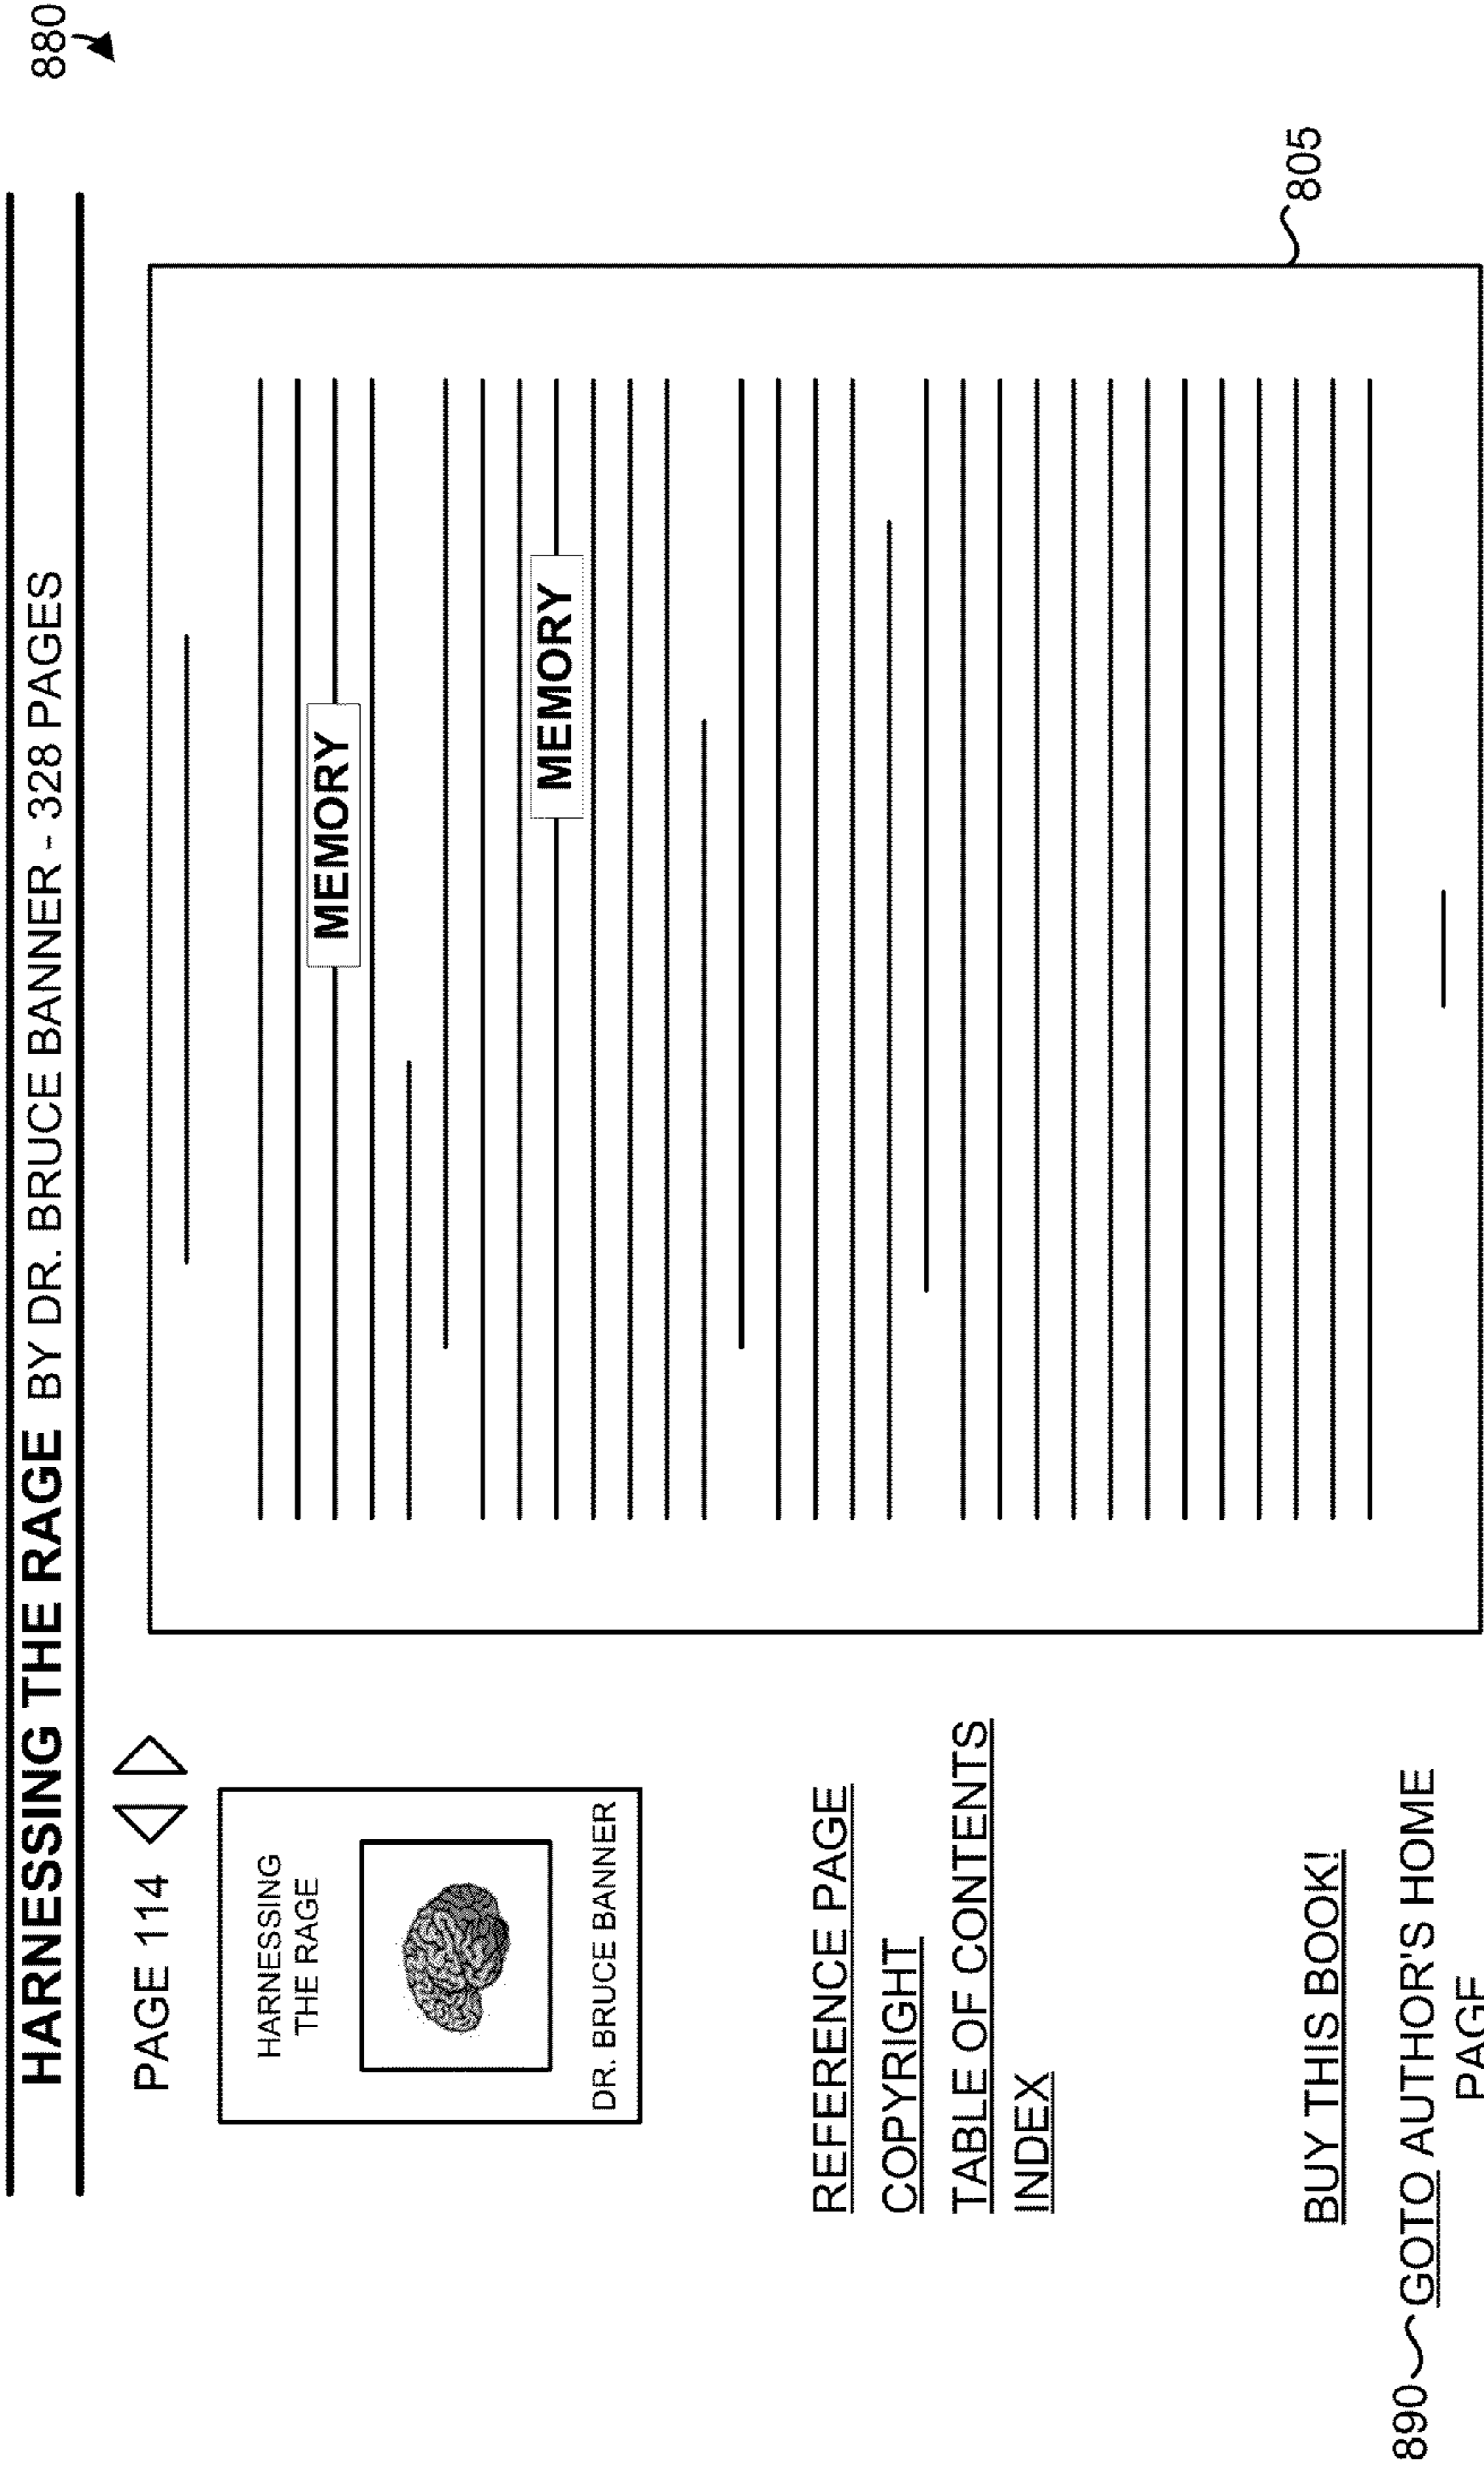 880
HARNESSING THE RAGE BY DR. BRUCE BANNER - 328 PAGES
PAGE 114
HARNESSING
THE RAGE
DR. BRUCE BANNER
REFERENCE PAGE
COPYRIGHT
TABLE OF CONTENTS
INDEX
BUY THIS BOOK!
890 GOTO AUTHOR'S HOME
PAGE
MEMORY
MEMORY
805